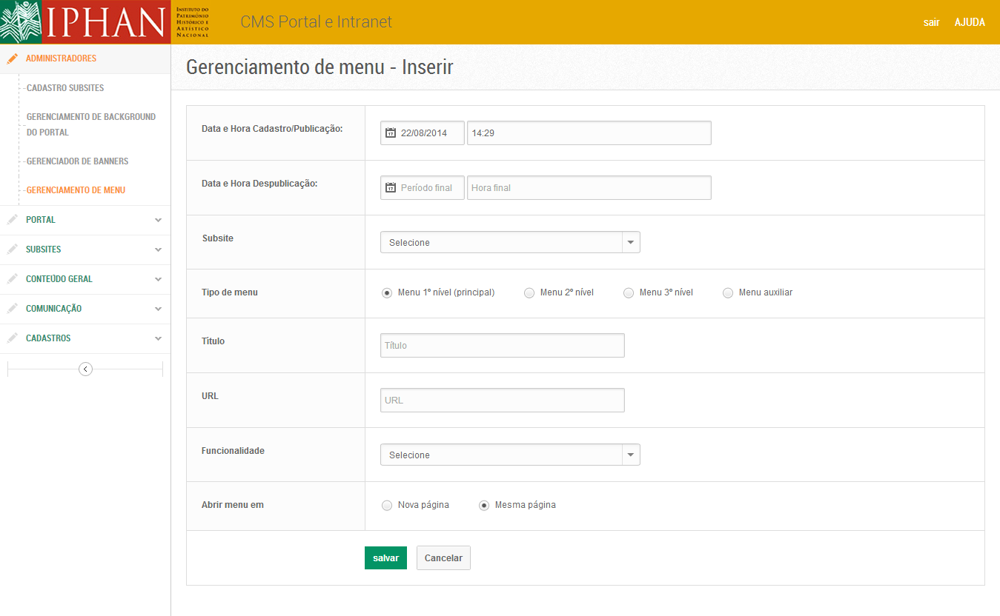 IPHAN
INSTITUTO DO
PATRIMÔNIO
HISTÓRICO E
ARTÍSTICO
NACIONAL
CMS Portal e Intranet
sair AJUDA
ADMINISTRADORES
CADASTRO SUBSITES
GERENCIAMENTO DE BACKGROUND
DO PORTAL
GERENCIADOR DE BANNERS
GERENCIAMENTO DE MENU
PORTAL
SUBSITES
CONTEÚDO GERAL
COMUNICAÇÃO
CADASTROS
Gerenciamento de menu - Inserir
Data e Hora Cadastro/Publicação: 17 22/08/2014 14:29
Data e Hora Despublicação: 17 Período final Hora final
Subsite Selecione
Tipo de menu Menu 1º nível (principal) Menu 2º nível Menu 3º nível Menu auxiliar
Título Título
URL URL
Funcionalidade Selecione
Abrir menu em Nova página Mesma página
salvar Cancelar